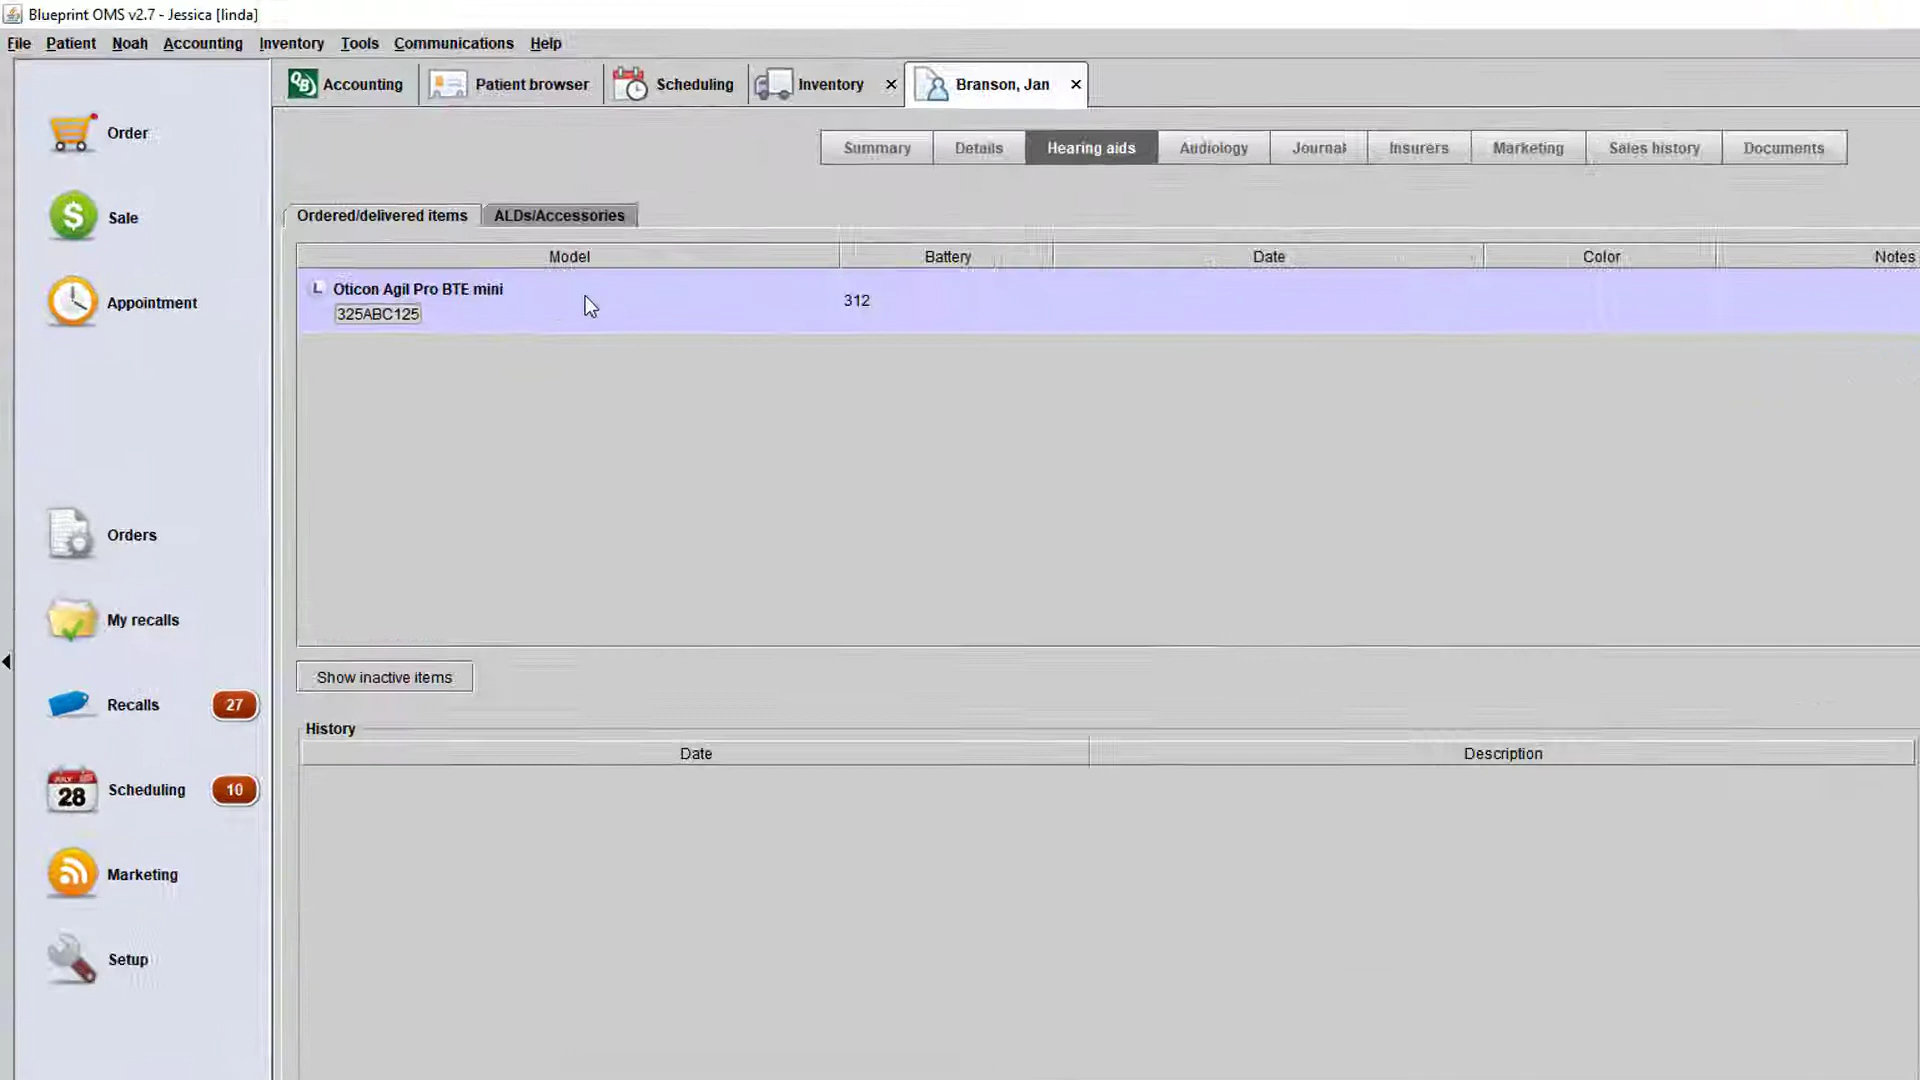 Blueprint OMS v2.7 - Jessica [linda]
File Patient Noah Accounting Inventory Tools Communications Help
QB Accounting Patient browser Scheduling Inventory Branson, Jan
Order
Sale
Appointment
Orders
My recalls
Recalls 27
JULY 28 Scheduling 10
Marketing
Setup
Summary Details Hearing aids Audiology Journal Insurers Marketing Sales history Documents
Ordered/delivered items ALDs/Accessories
Model Battery Date Color Notes
L Oticon Agil Pro BTE mini 312
325ABC125
Show inactive items
History
Date Description